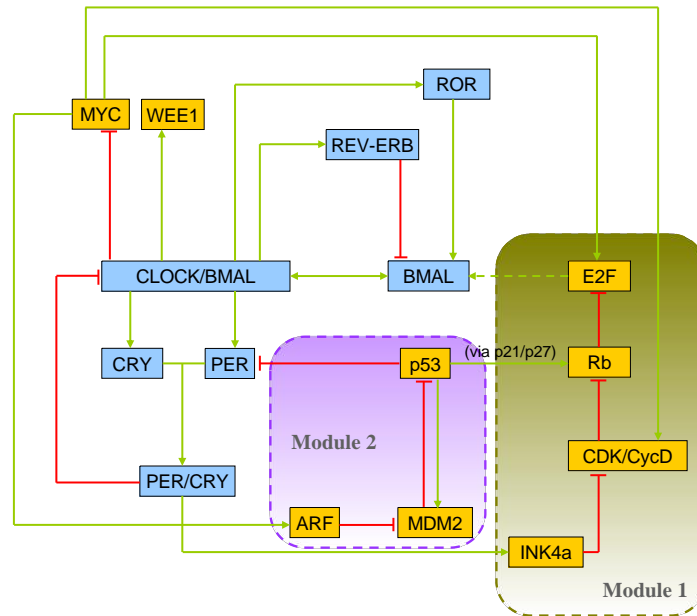 ROR
MYC
WEE1
REV-ERB
CLOCK/BMAL
BMAL
E2F
(via p21/p27)
CRY
PER
p53
Rb
Module 2
CDK/CycD
PER/CRY
ARF
MDM2
INK4a
Module 1